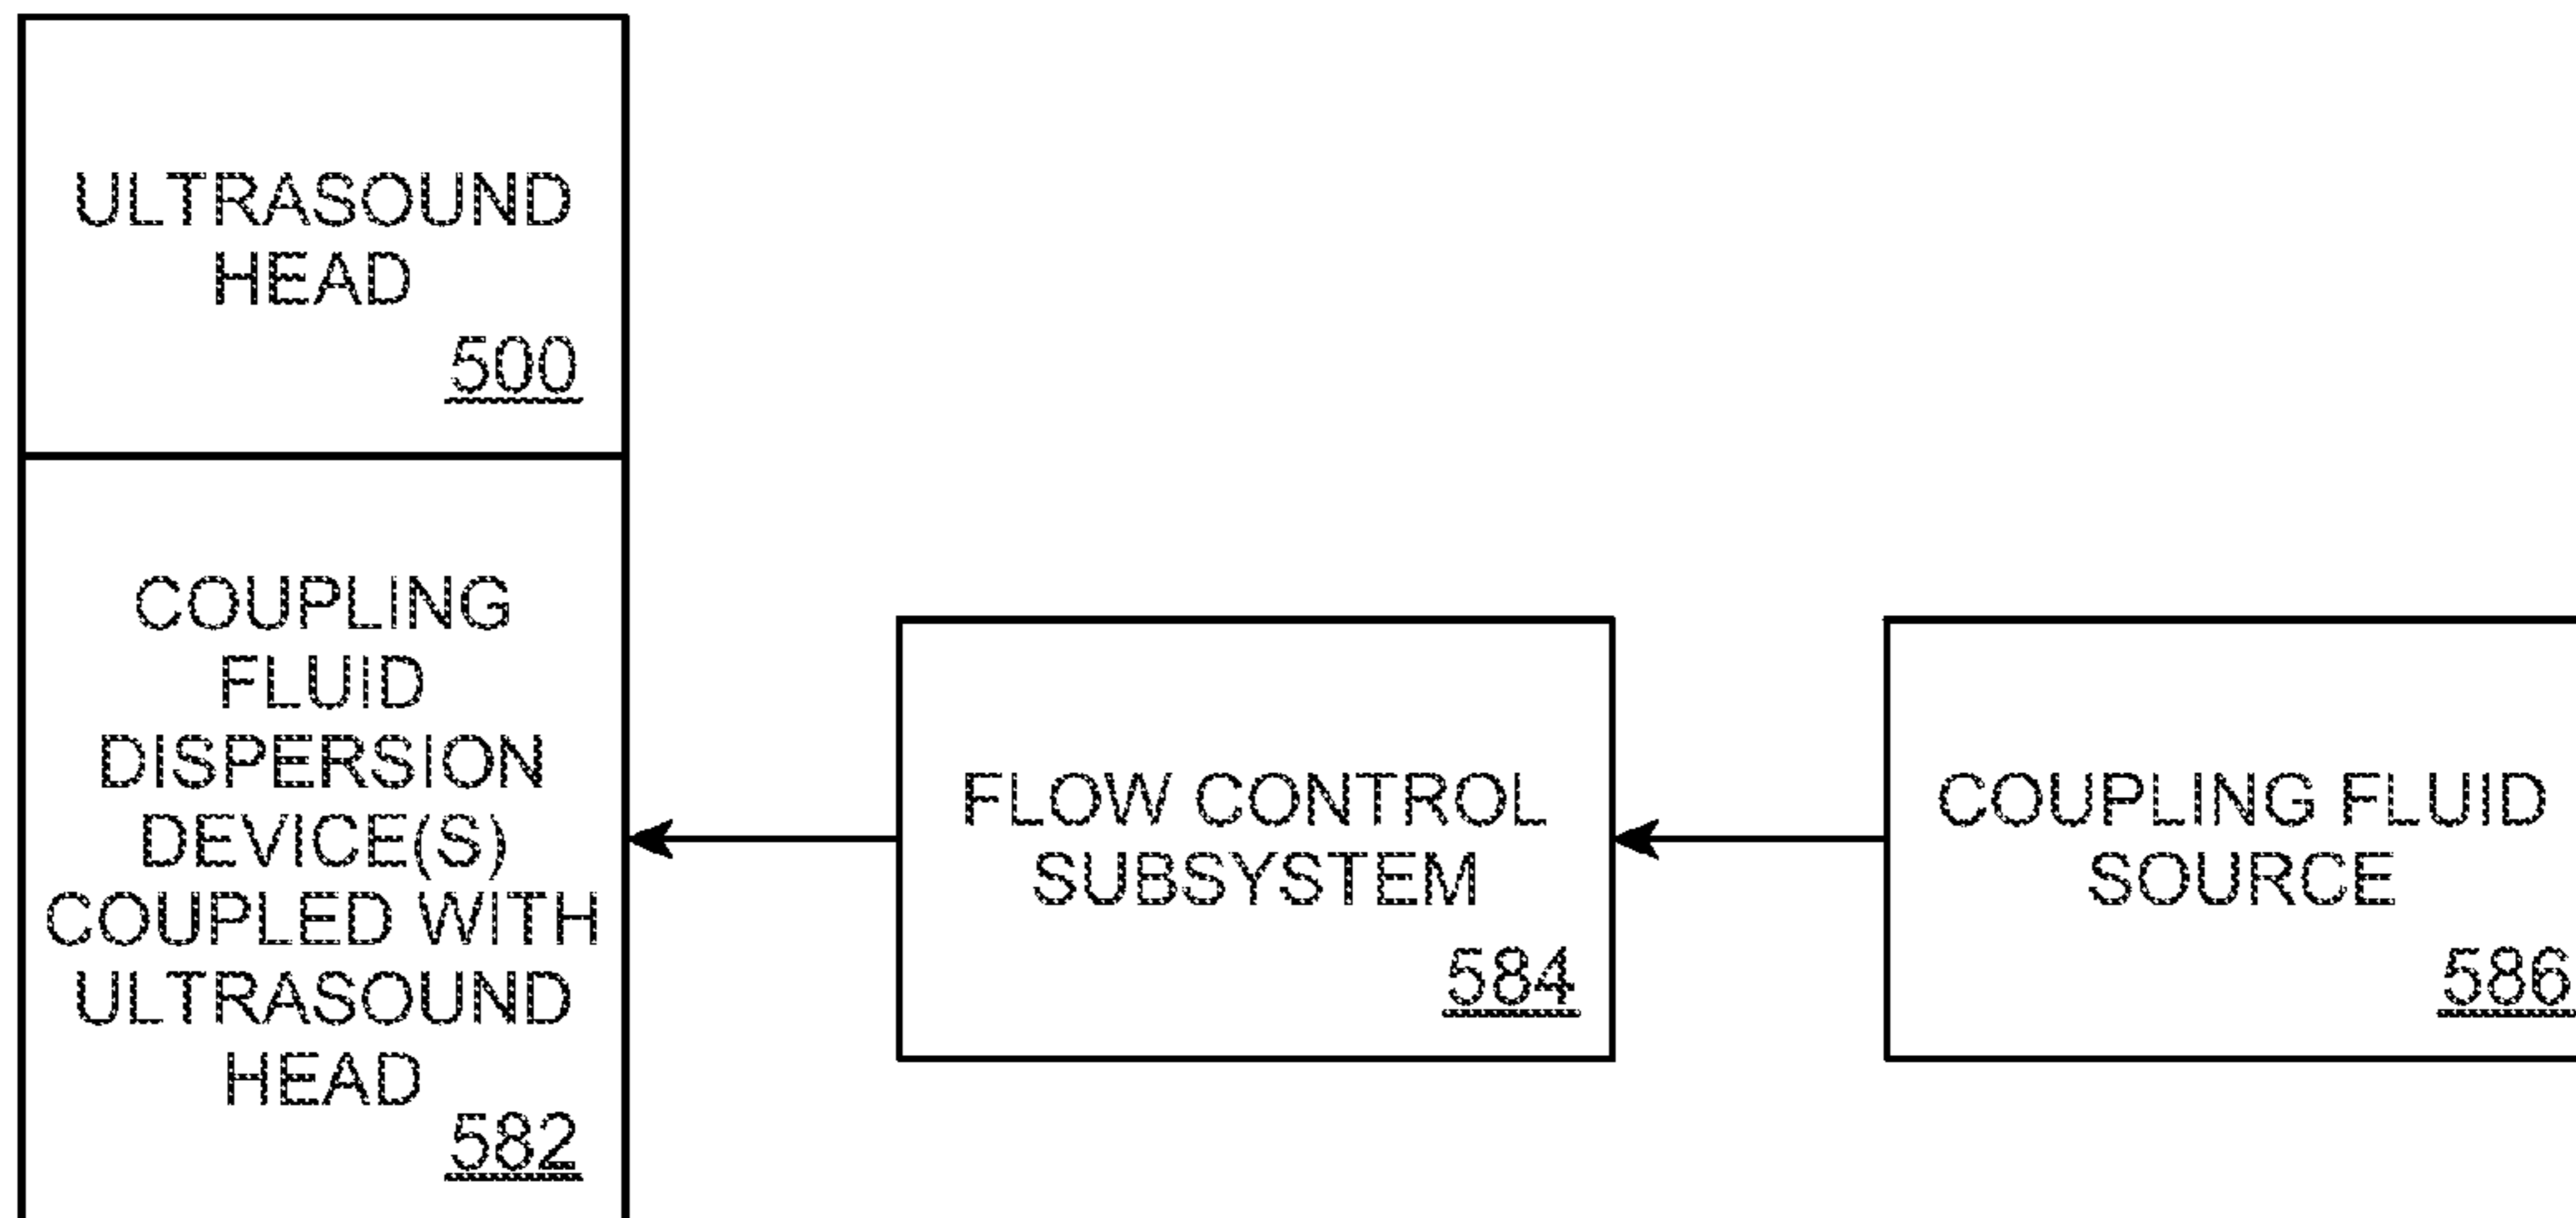 ULTRASOUND
HEAD
500
COUPLING
FLUID
DISPERSION
DEVICE(S)
COUPLED WITH
ULTRASOUND
HEAD
582
FLOW CONTROL
SUBSYSTEM
584
COUPLING FLUID
SOURCE
586